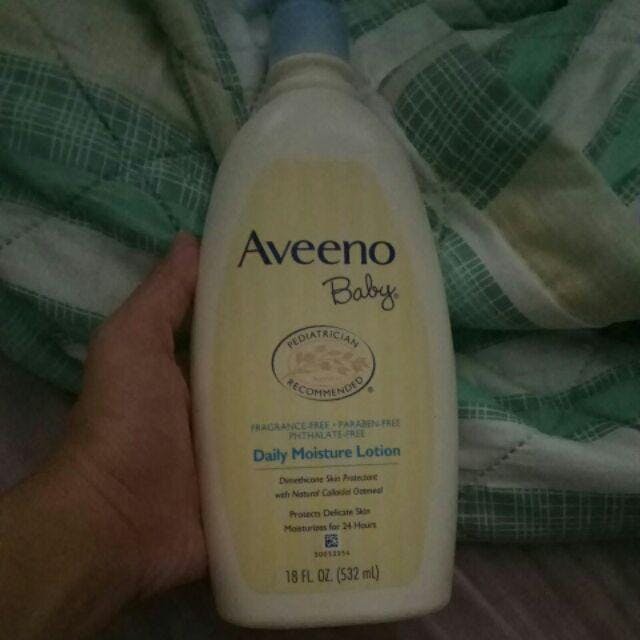 Aveeno
Baby®
PEDIATRICIAN
RECOMMENDED®
FRAGRANCE-FREE • PARABEN-FREE
PHTHALATE-FREE
Daily Moisture Lotion
Dimethicone Skin Protectant
with Natural Colloidal Oatmeal
Protects Delicate Skin
Moisturizes for 24 Hours
18 FL. OZ. (532 mL)